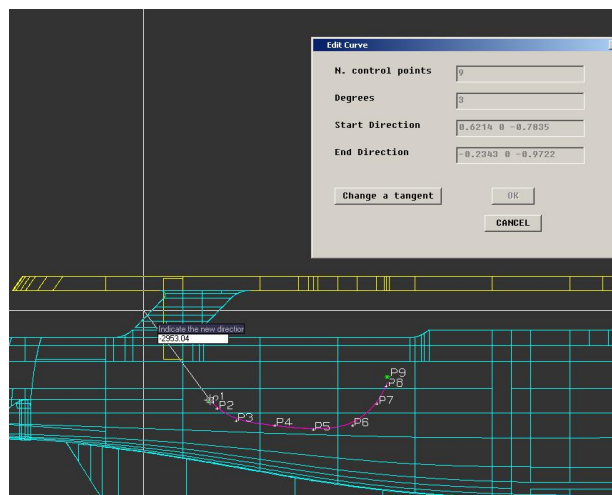 Edit Curve
N. control points
9
Degrees
3
Start Direction
0.6214 0 -0.7835
End Direction
-0.2343 0 -0.9722
Change a tangent
OK
CANCEL
Indicate the new direction
-2953.04
P1
P2
P3
P4
P5
P6
P7
P8
P9